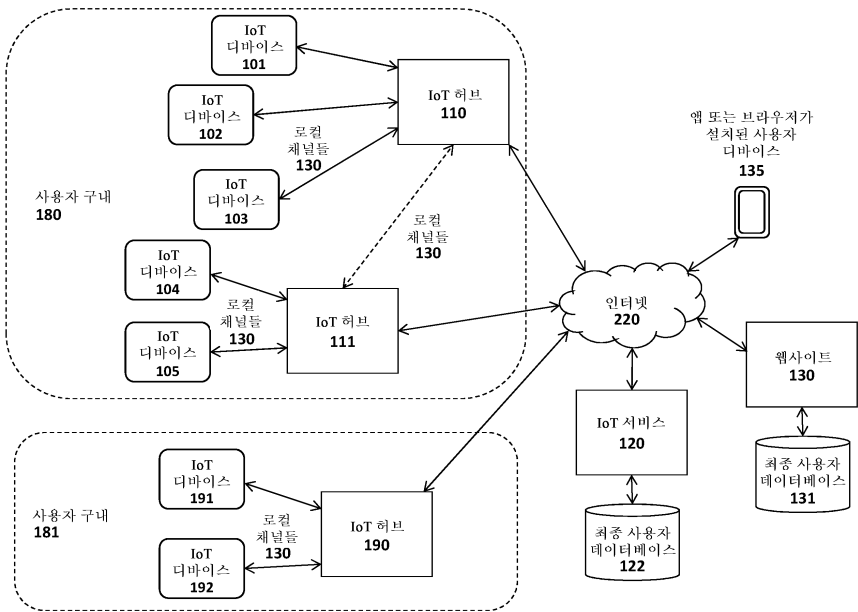 IoT
디바이스
101
IoT
디바이스
102
IoT
디바이스
103
로컬
채널들
130
IoT 허브
110
사용자 구내
180
로컬
채널들
130
IoT
디바이스
104
IoT
디바이스
105
로컬
채널들
130
IoT 허브
111
앱 또는 브라우저가
설치된 사용자
디바이스
135
인터넷
220
웹사이트
130
최종 사용자
데이터베이스
131
IoT 서비스
120
최종 사용자
데이터베이스
122
사용자 구내
181
IoT
디바이스
191
IoT
디바이스
192
로컬
채널들
130
IoT 허브
190